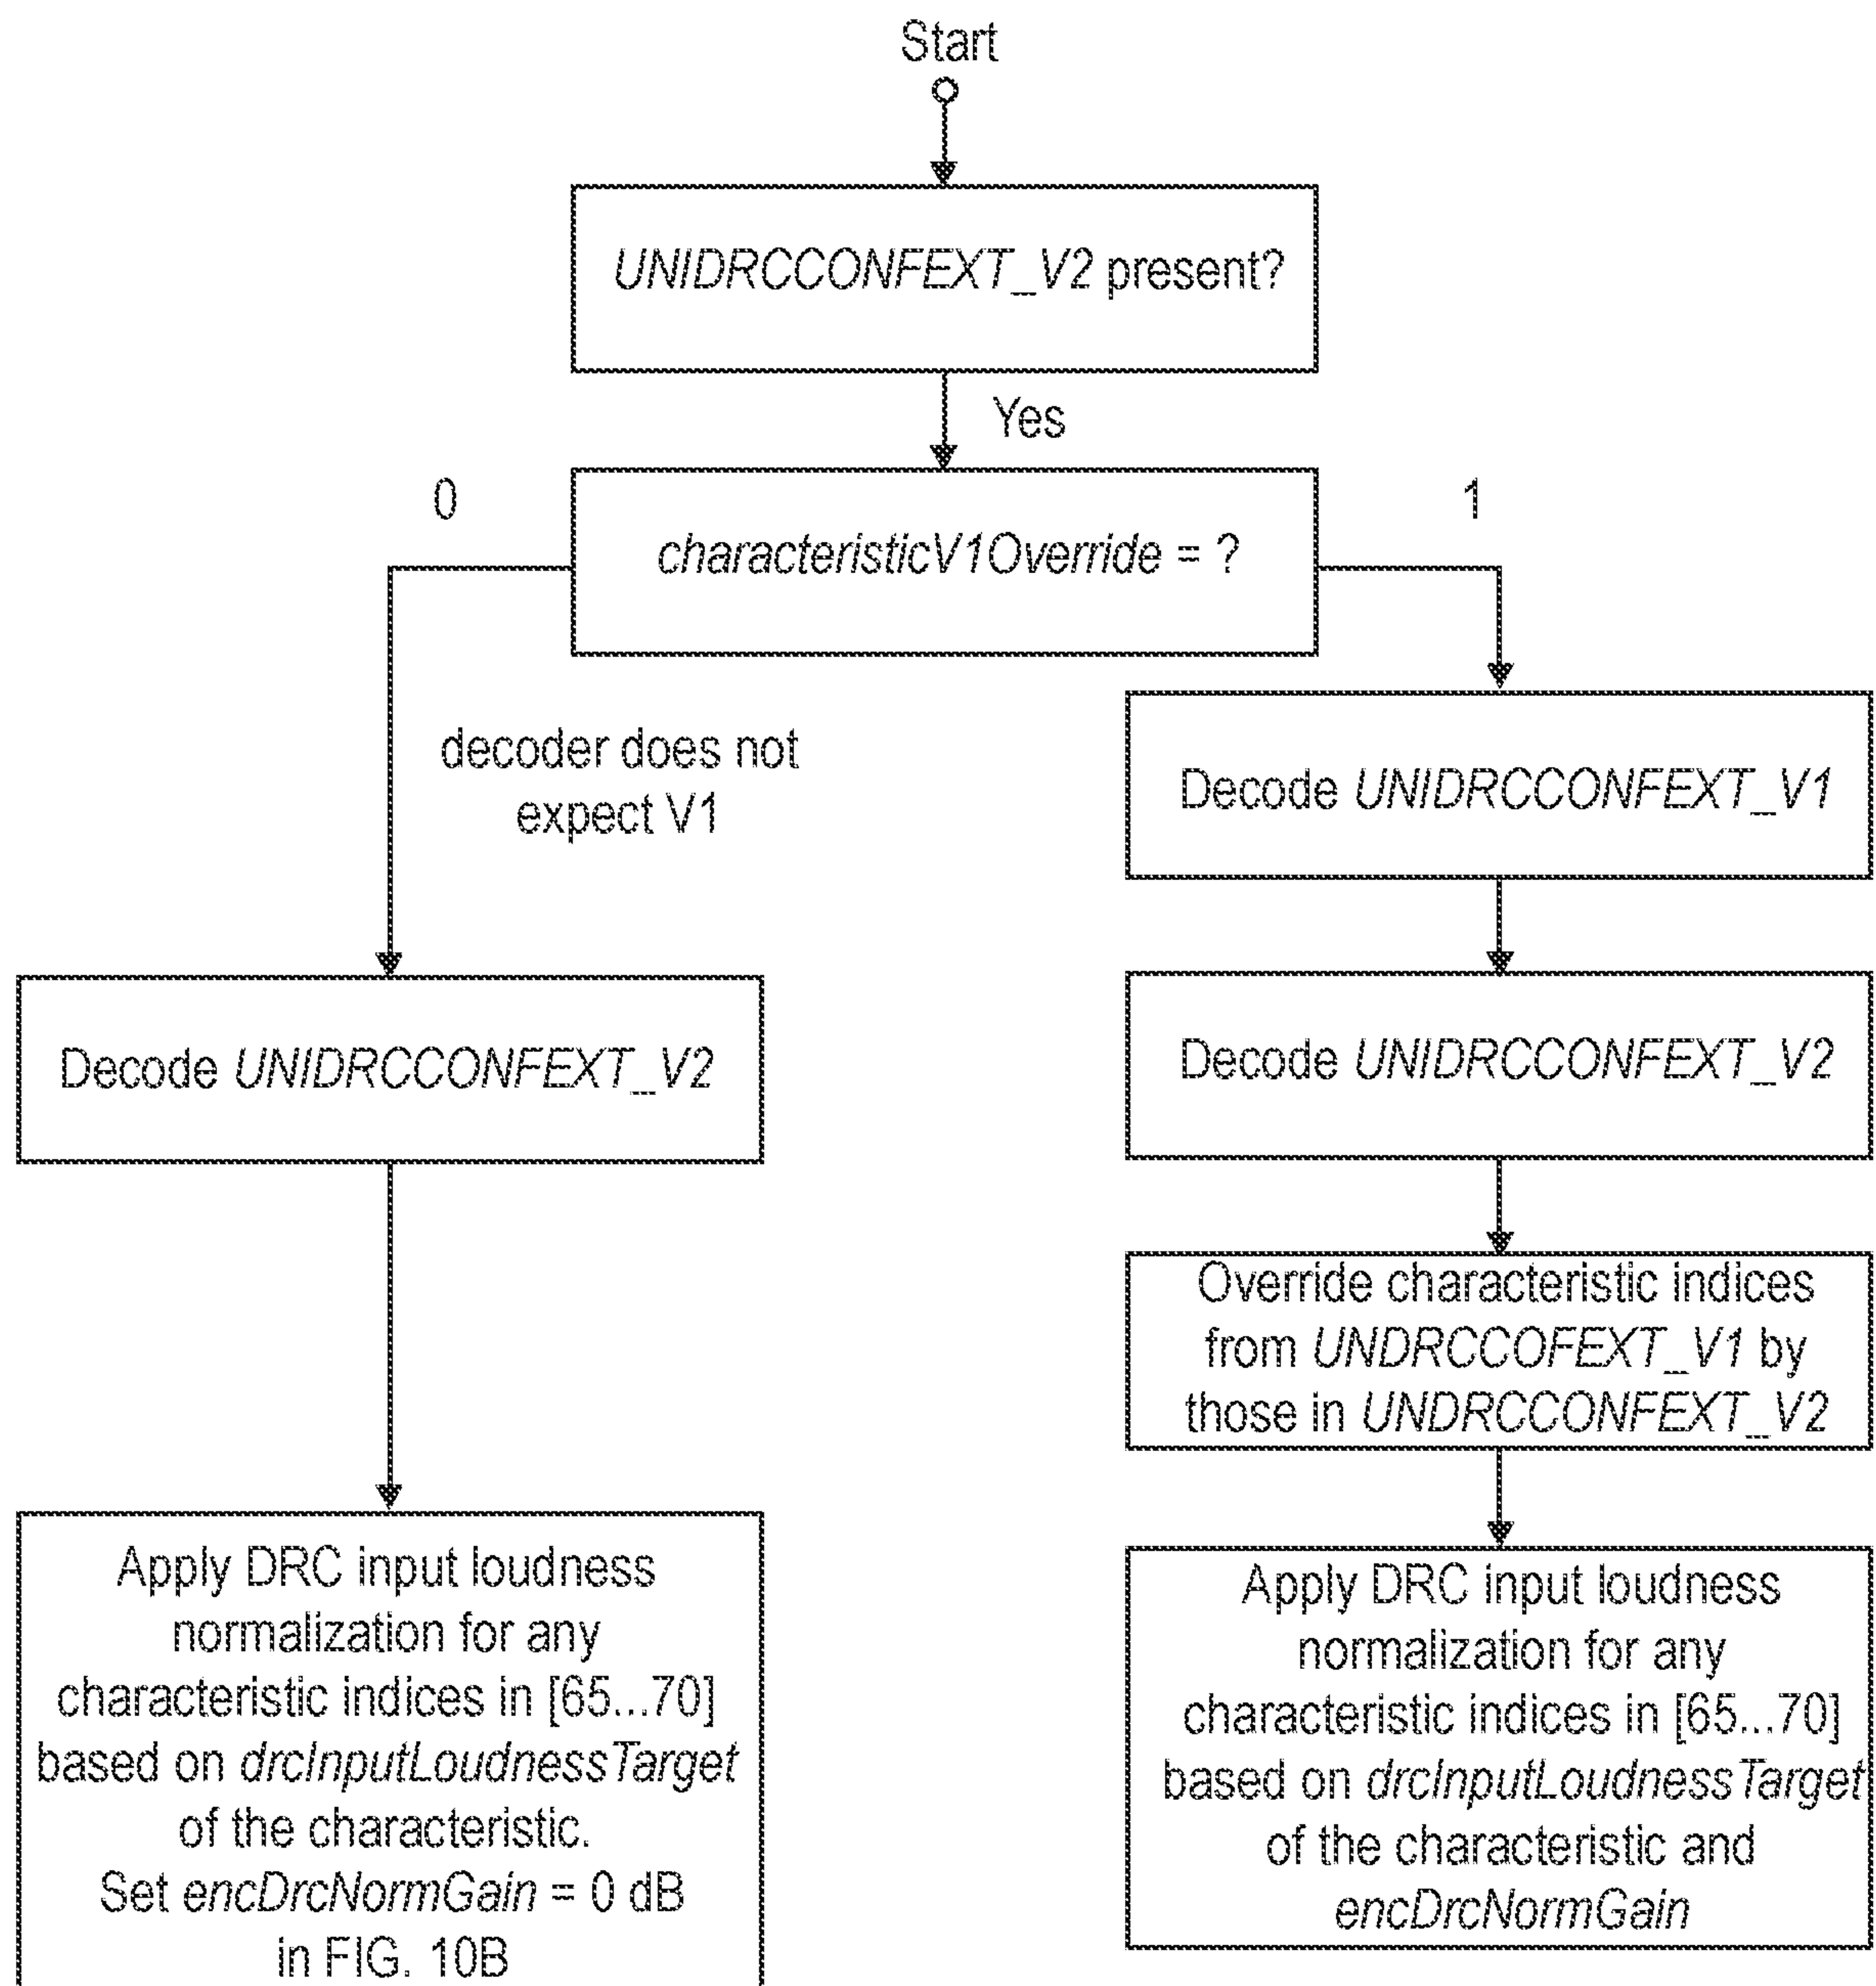 Start
UNIDRCCONFEXT_V2 present?
Yes
0
1
characteristicV1Override = ?
decoder does not
expect V1
Decode UNIDRCCONFEXT_V1
Decode UNIDRCCONFEXT_V2
Decode UNIDRCCONFEXT_V2
Override characteristic indices
from UNDRCCOFEXT_V1 by
those in UNDRCCONFEXT_V2
Apply DRC input loudness
normalization for any
characteristic indices in [65...70]
based on drcInputLoudnessTarget
of the characteristic.
Set encDrcNormGain = 0 dB
in FIG. 10B
Apply DRC input loudness
normalization for any
characteristic indices in [65...70]
based on drcInputLoudnessTarget
of the characteristic and
encDrcNormGain